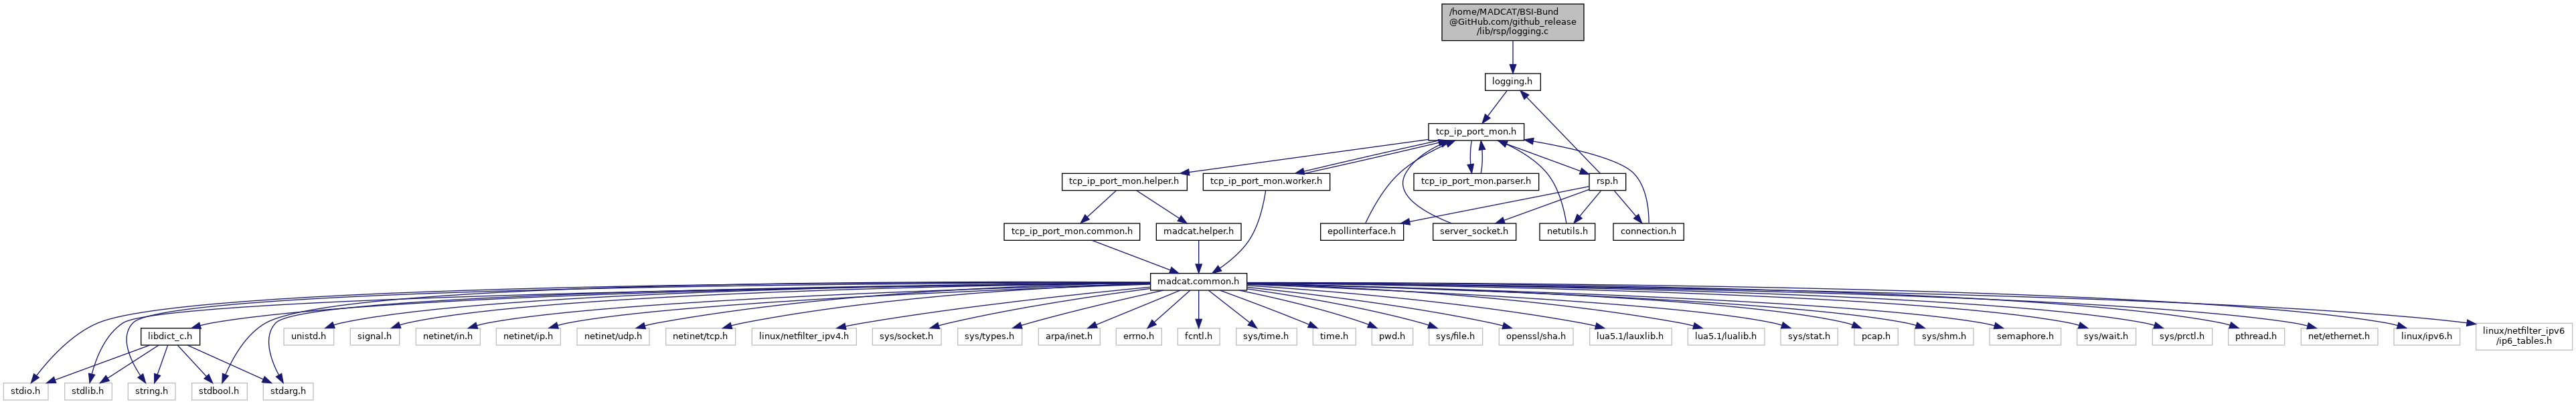 /home/MADCAT/BSI-Bund
@GitHub.com/github_release
/lib/rsp/logging.c
logging.h
tcp_ip_port_mon.h
tcp_ip_port_mon.helper.h
tcp_ip_port_mon.worker.h
tcp_ip_port_mon.parser.h
rsp.h
tcp_ip_port_mon.common.h
madcat.helper.h
epollinterface.h
server_socket.h
netutils.h
connection.h
madcat.common.h
libdict_c.h
unistd.h
signal.h
netinet/in.h
netinet/ip.h
netinet/udp.h
netinet/tcp.h
linux/netfilter_ipv4.h
sys/socket.h
sys/types.h
arpa/inet.h
errno.h
fcntl.h
sys/time.h
time.h
pwd.h
sys/file.h
openssl/sha.h
lua5.1/lauxlib.h
lua5.1/lualib.h
sys/stat.h
pcap.h
sys/shm.h
semaphore.h
sys/wait.h
sys/prctl.h
pthread.h
net/ethernet.h
linux/ipv6.h
linux/netfilter_ipv6
/ip6_tables.h
stdio.h
stdlib.h
string.h
stdbool.h
stdarg.h